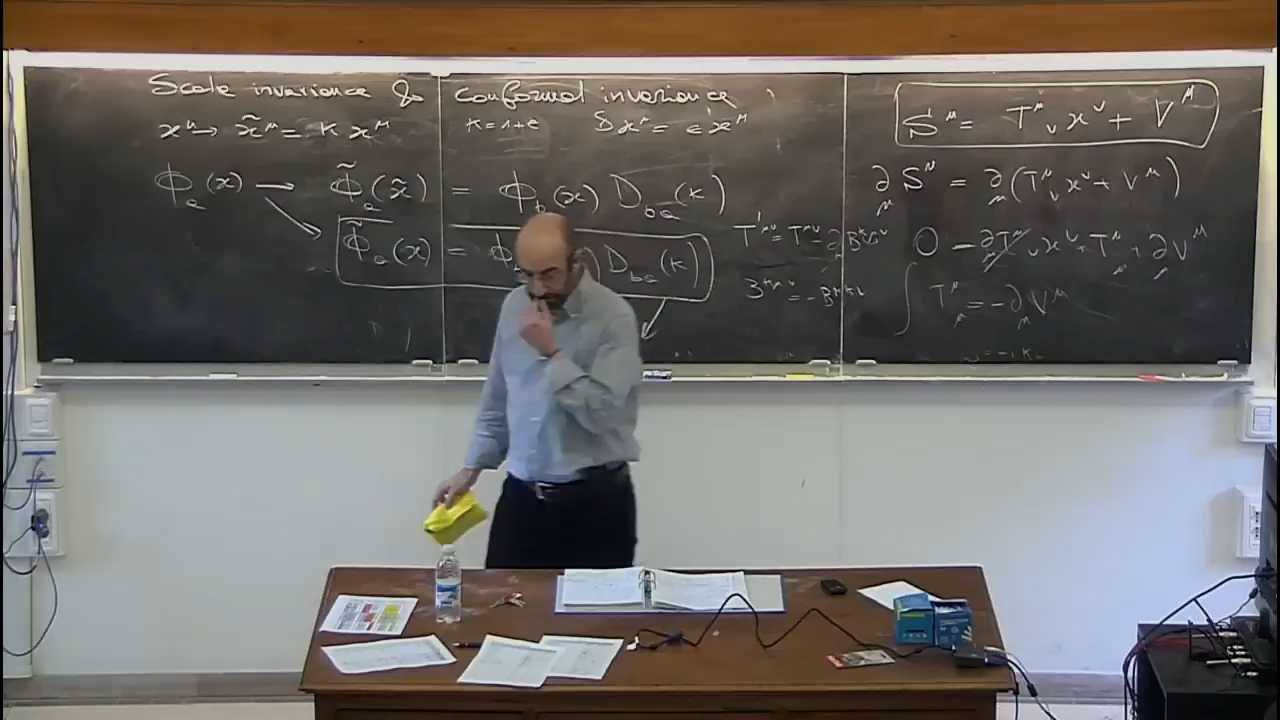 Scale invariance & conformal invariance
x^μ → x̃^μ = K x^μ
K = 1+ε δx^μ = ε x^μ
Φ_a(x) → Φ̃_a(x̃) = Φ_b(x) D_ba(K)
Φ̃_a(x) = D_ba(K)
T'^μν = T^μν - ∂
S^μ = T^μ_ν x^ν + V^μ
∂_μ S^μ = ∂_μ (T^μ_ν x^ν + V^μ)
0 = ∂_μ T^μ_ν x^ν + T^μ_μ + ∂_μ V^μ
T^μ_μ = -∂_μ V^μ